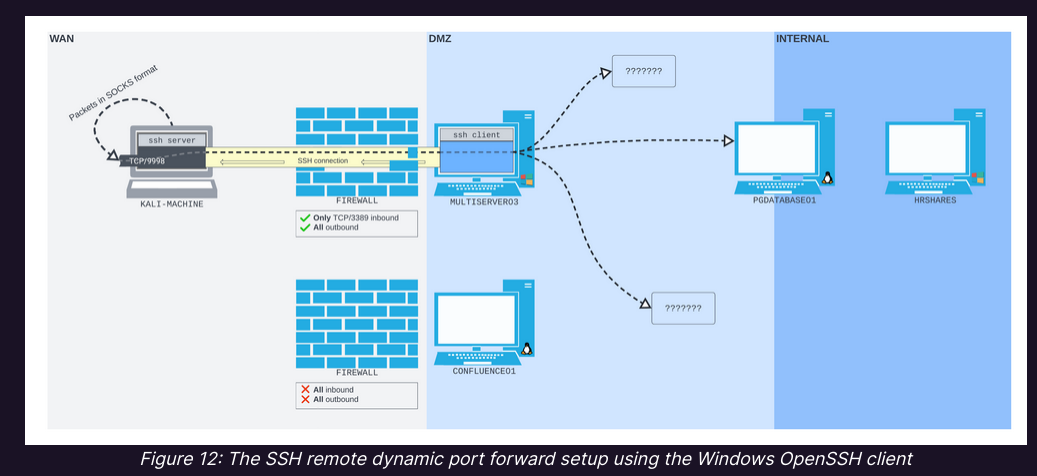 WAN
DMZ
INTERNAL
Packets in SOCKS format
ssh server
TCP/9998
KALI-MACHINE
SSH connection
FIREWALL
Only TCP/3389 inbound
All outbound
ssh client
MULTISERVER03
???????
PGDATABASE01
HRSHARES
???????
FIREWALL
All inbound
All outbound
CONFLUENCE01
Figure 12: The SSH remote dynamic port forward setup using the Windows OpenSSH client